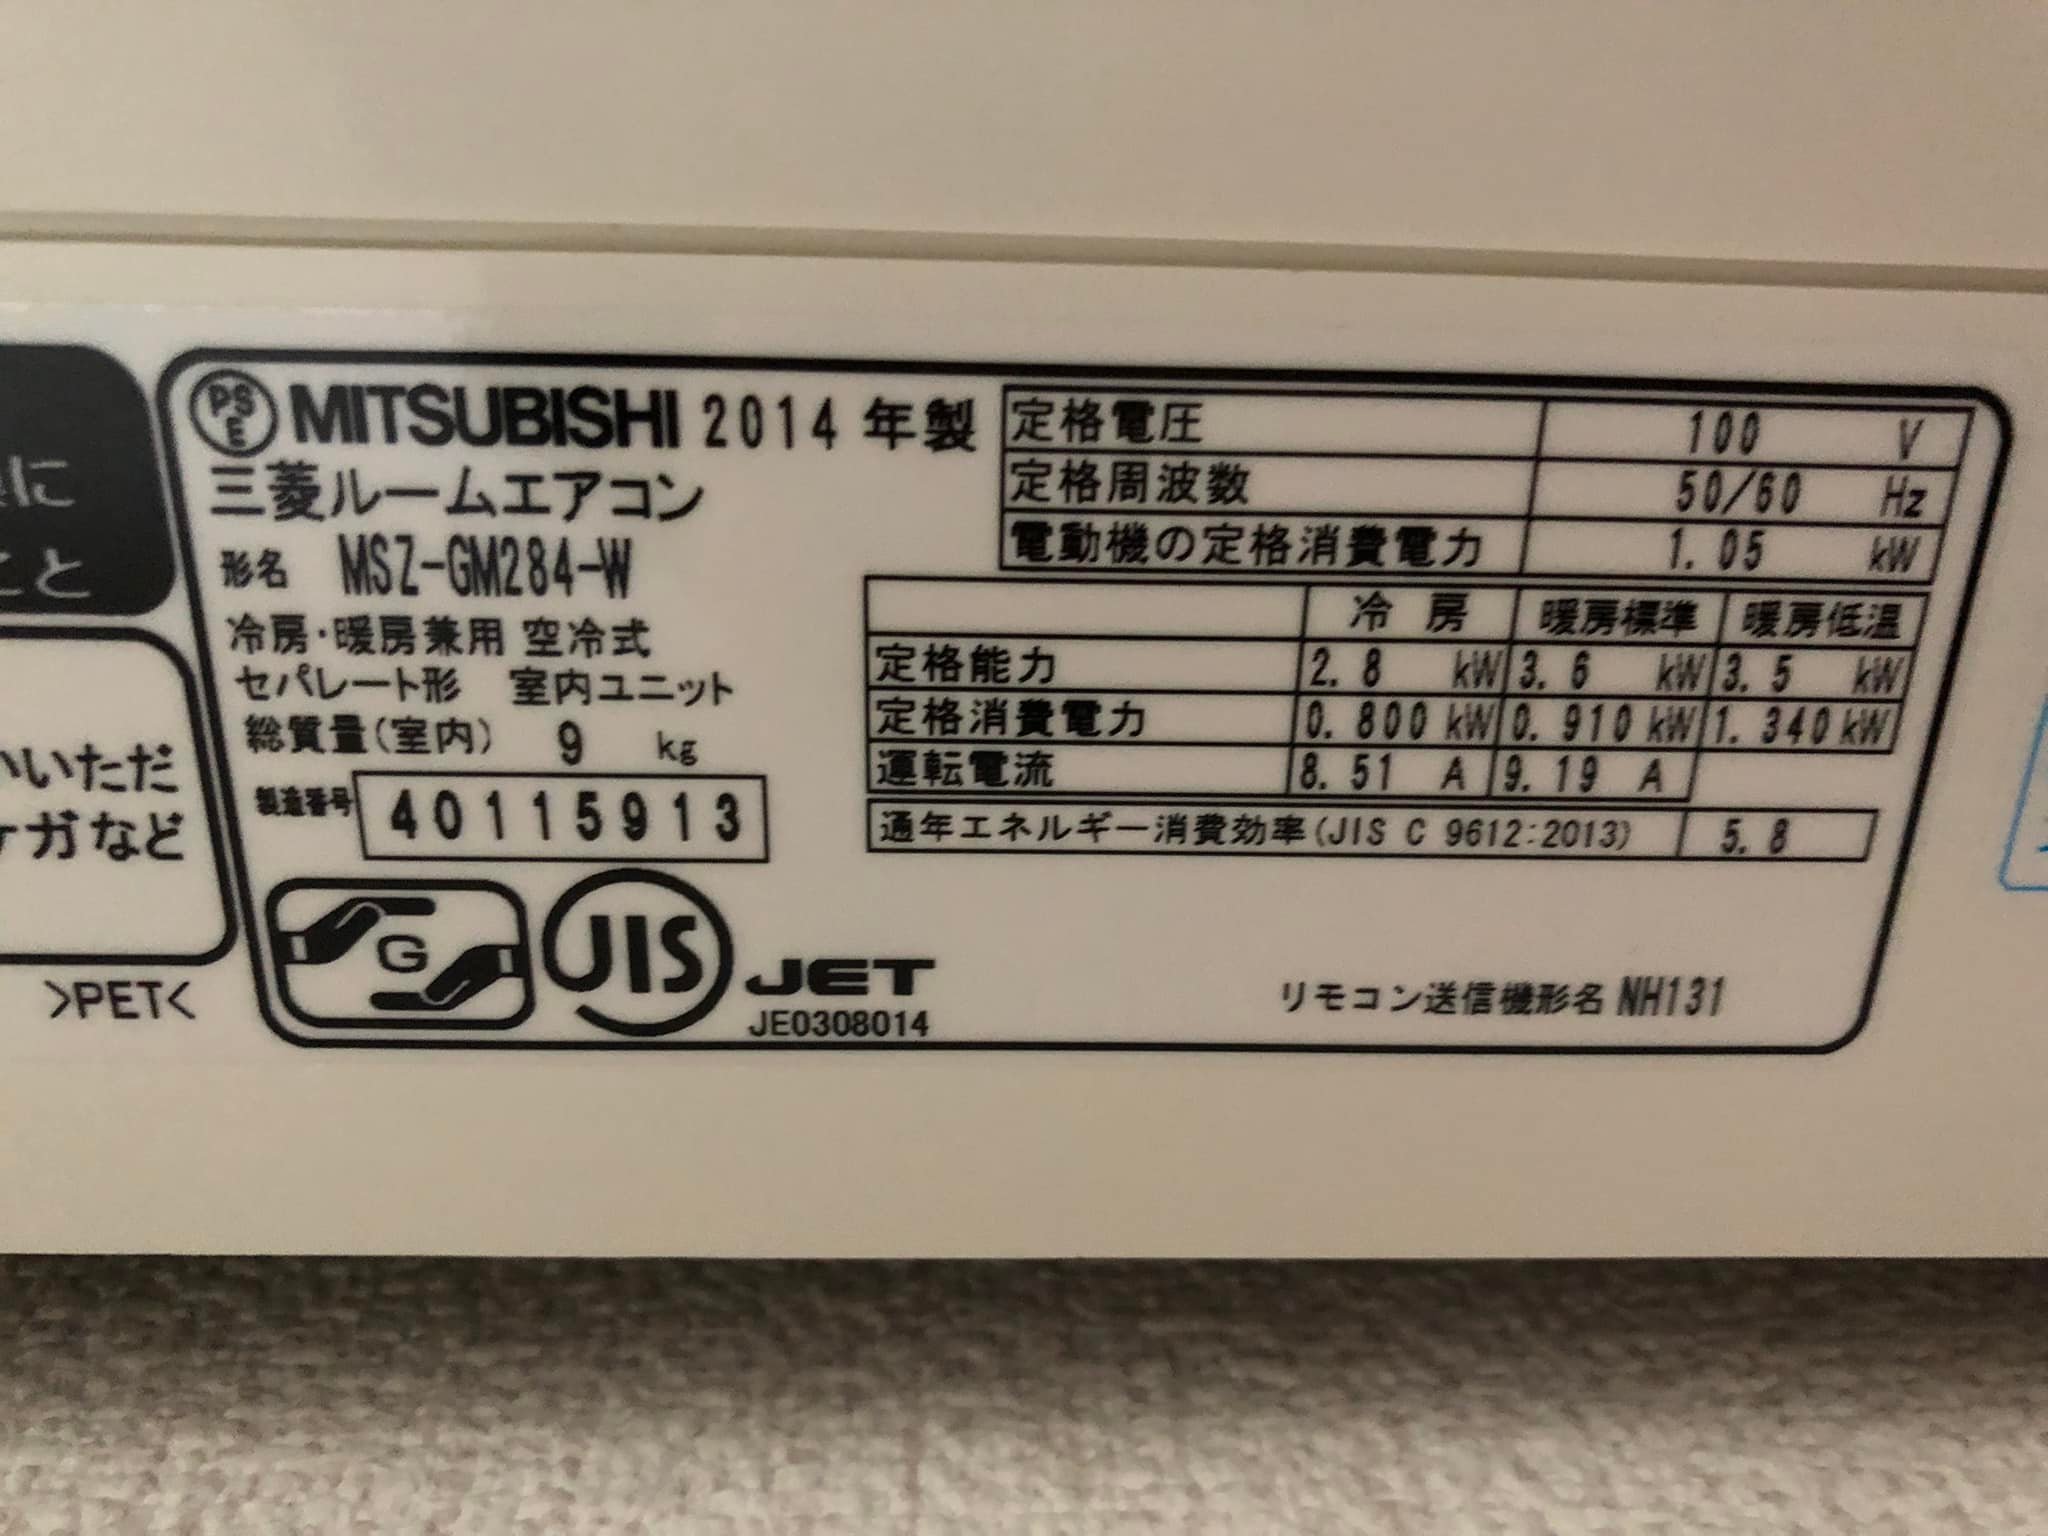 PS
E
MITSUBISHI 2014 年製
三菱ルームエアコン
形名 MSZ-GM284-W
冷房・暖房兼用 空冷式
セパレート形 室内ユニット
総質量(室内) 9 kg
製造番号 40115913
G
JIS
JET
JE0308014
定格電圧 100 V
定格周波数 50/60 Hz
電動機の定格消費電力 1.05 kW
冷房 暖房標準 暖房低温
定格能力 2.8 kW 3.6 kW 3.5 kW
定格消費電力 0.800 kW 0.910 kW 1.340 kW
運転電流 8.51 A 9.19 A
通年エネルギー消費効率(JIS C 9612:2013) 5.8
リモコン送信機形名 NH131
に
こと
いいただ
ケガなど
>PET<